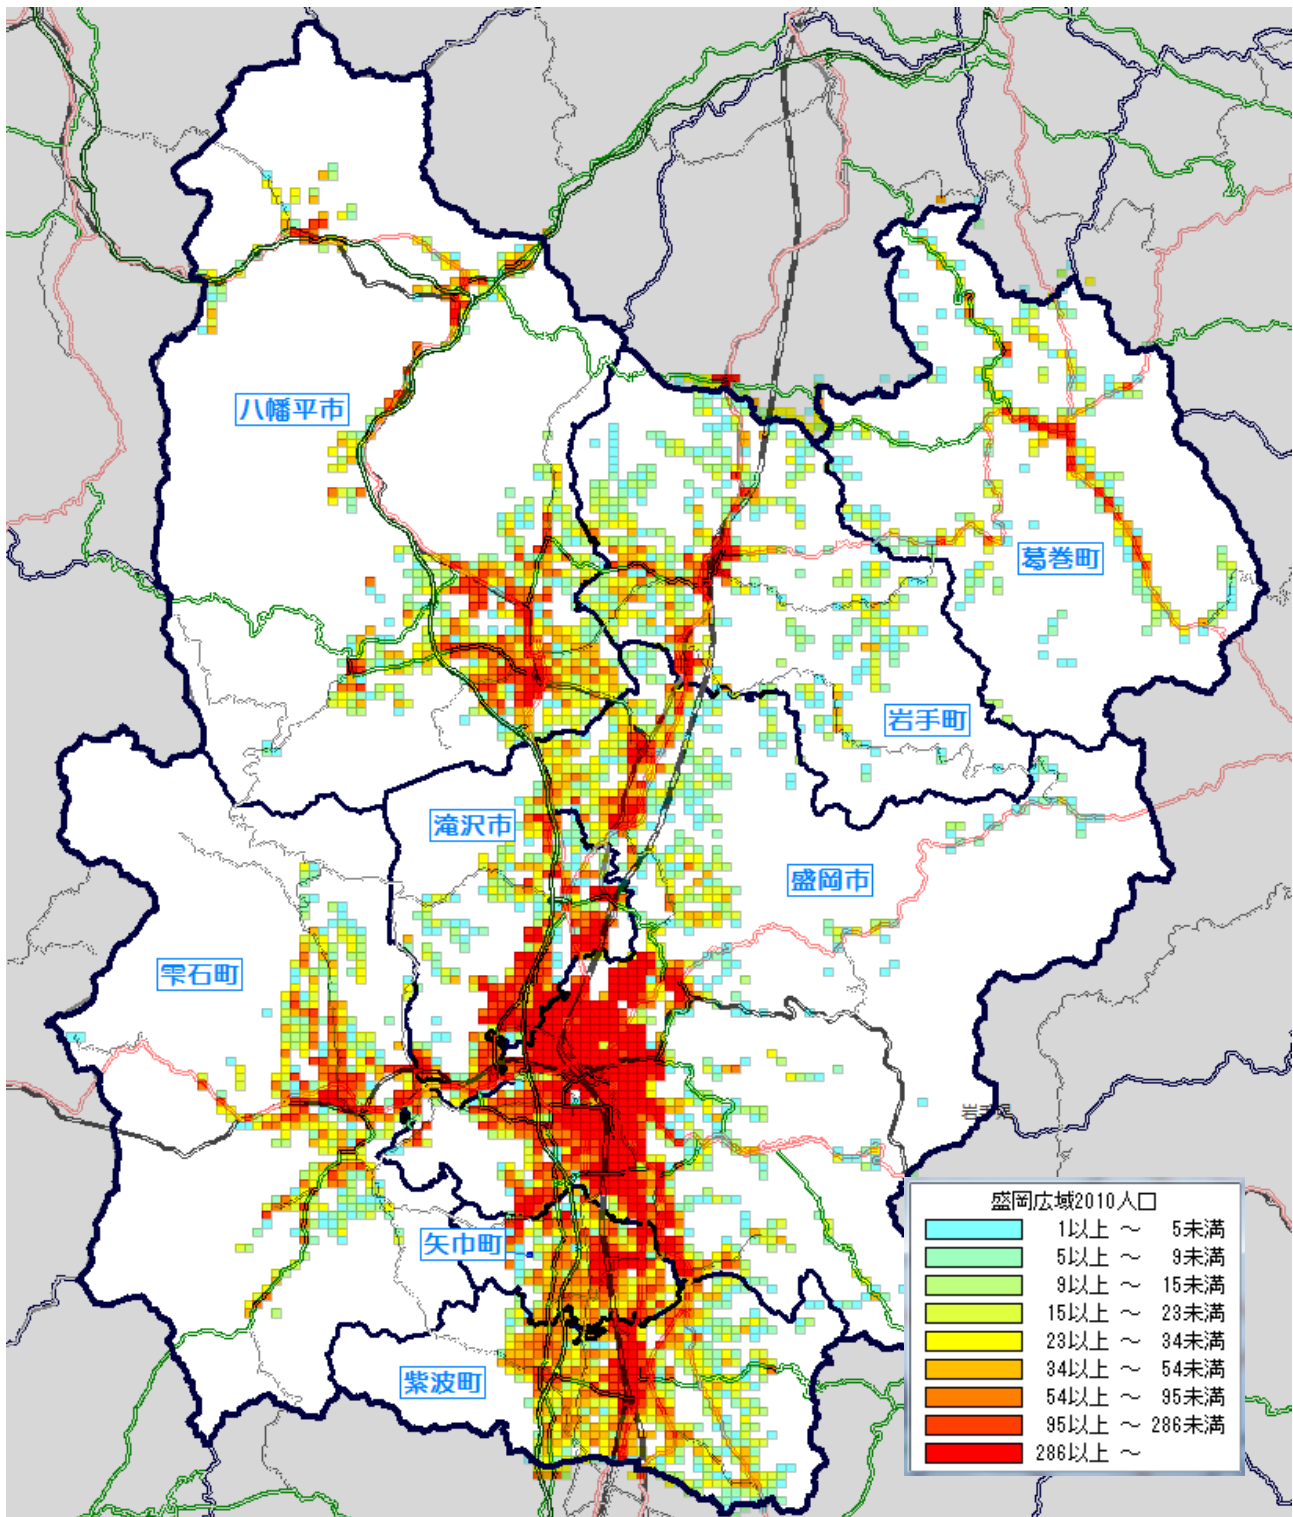 八幡平市
葛巻町
岩手町
滝沢市
盛岡市
雫石町
矢巾町
紫波町
盛岡広域2010人口
1以上 ~ 5未満
5以上 ~ 9未満
9以上 ~ 15未満
15以上 ~ 23未満
23以上 ~ 34未満
34以上 ~ 54未満
54以上 ~ 95未満
95以上 ~ 286未満
286以上 ~